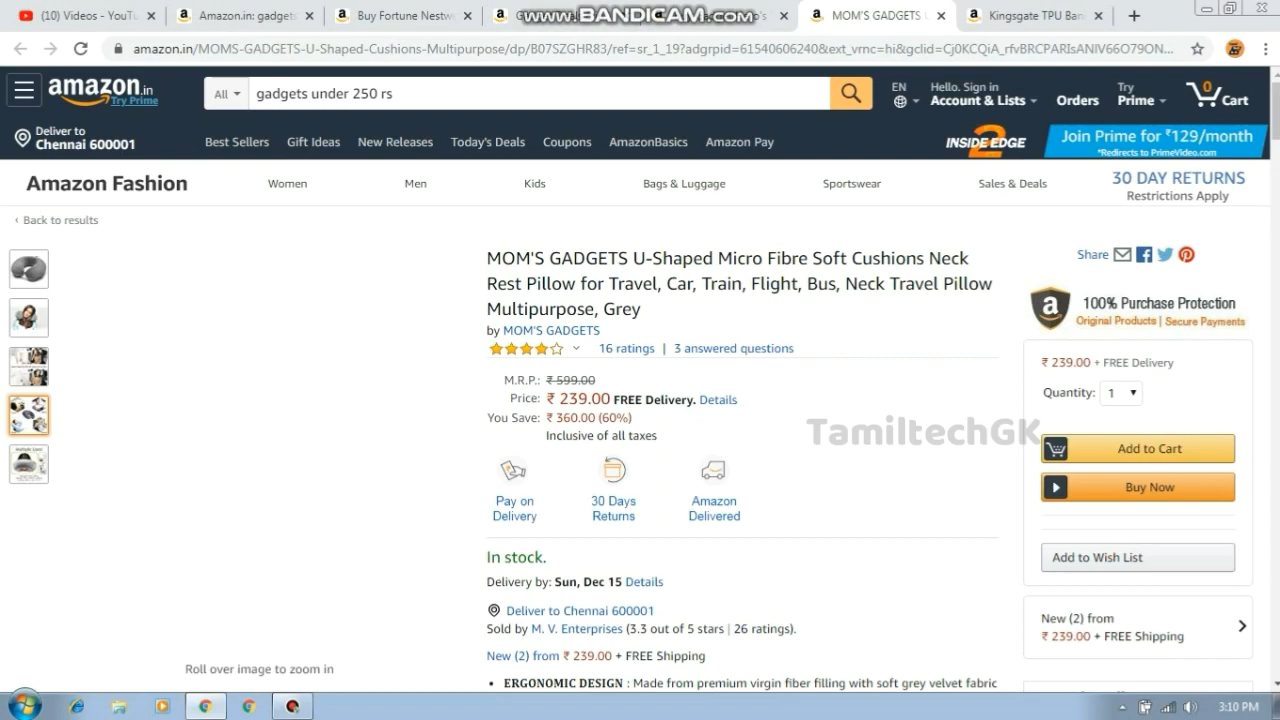 (10) Videos - YouTu
Amazon.in: gadgets
Buy Fortune Nestw
www.BANDICAM.com
MOM'S GADGETS U
Kingsgate TPU Ban
amazon.in/MOMS-GADGETS-U-Shaped-Cushions-Multipurpose/dp/B07SZGHR83/ref=sr_1_19?adgrpid=61540606240&ext_vrnc=hi&gclid=Cj0KCQiA_rfvBRCPARIsANlV66O79ON...
amazon.in
Try Prime
All
gadgets under 250 rs
EN
Hello. Sign in
Account & Lists
Orders
Try
Prime
0
Cart
Deliver to
Chennai 600001
Best Sellers
Gift Ideas
New Releases
Today's Deals
Coupons
AmazonBasics
Amazon Pay
INSIDE EDGE 2
Join Prime for ₹129/month
*Redirects to PrimeVideo.com
Amazon Fashion
Women
Men
Kids
Bags & Luggage
Sportswear
Sales & Deals
30 DAY RETURNS
Restrictions Apply
‹ Back to results
MOM'S GADGETS U-Shaped Micro Fibre Soft Cushions Neck
Rest Pillow for Travel, Car, Train, Flight, Bus, Neck Travel Pillow
Multipurpose, Grey
by MOM'S GADGETS
16 ratings | 3 answered questions
M.R.P.: ₹ 599.00
Price: ₹ 239.00 FREE Delivery. Details
You Save: ₹ 360.00 (60%)
Inclusive of all taxes
Pay on
Delivery
30 Days
Returns
Amazon
Delivered
In stock.
Delivery by: Sun, Dec 15 Details
Deliver to Chennai 600001
Sold by M. V. Enterprises (3.3 out of 5 stars | 26 ratings).
New (2) from ₹ 239.00 + FREE Shipping
• ERGONOMIC DESIGN : Made from premium virgin fiber filling with soft grey velvet fabric
Roll over image to zoom in
TamiltechGK
Share
a
100% Purchase Protection
Original Products | Secure Payments
₹ 239.00 + FREE Delivery
Quantity: 1
Add to Cart
Buy Now
Add to Wish List
New (2) from
₹ 239.00 + FREE Shipping
3:10 PM